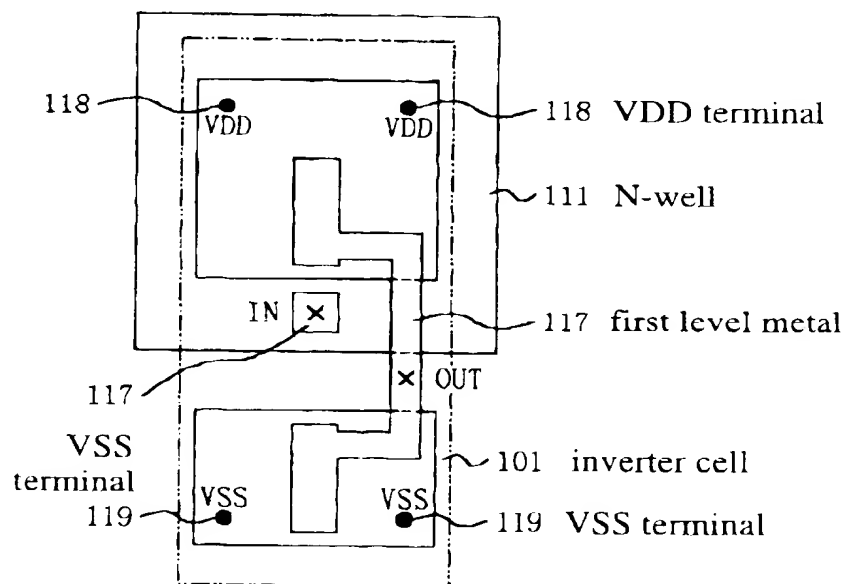 118
VDD
VDD
118 VDD terminal
111 N-well
IN
117 first level metal
117
OUT
VSS
terminal
101 inverter cell
VSS
VSS
119
119 VSS terminal